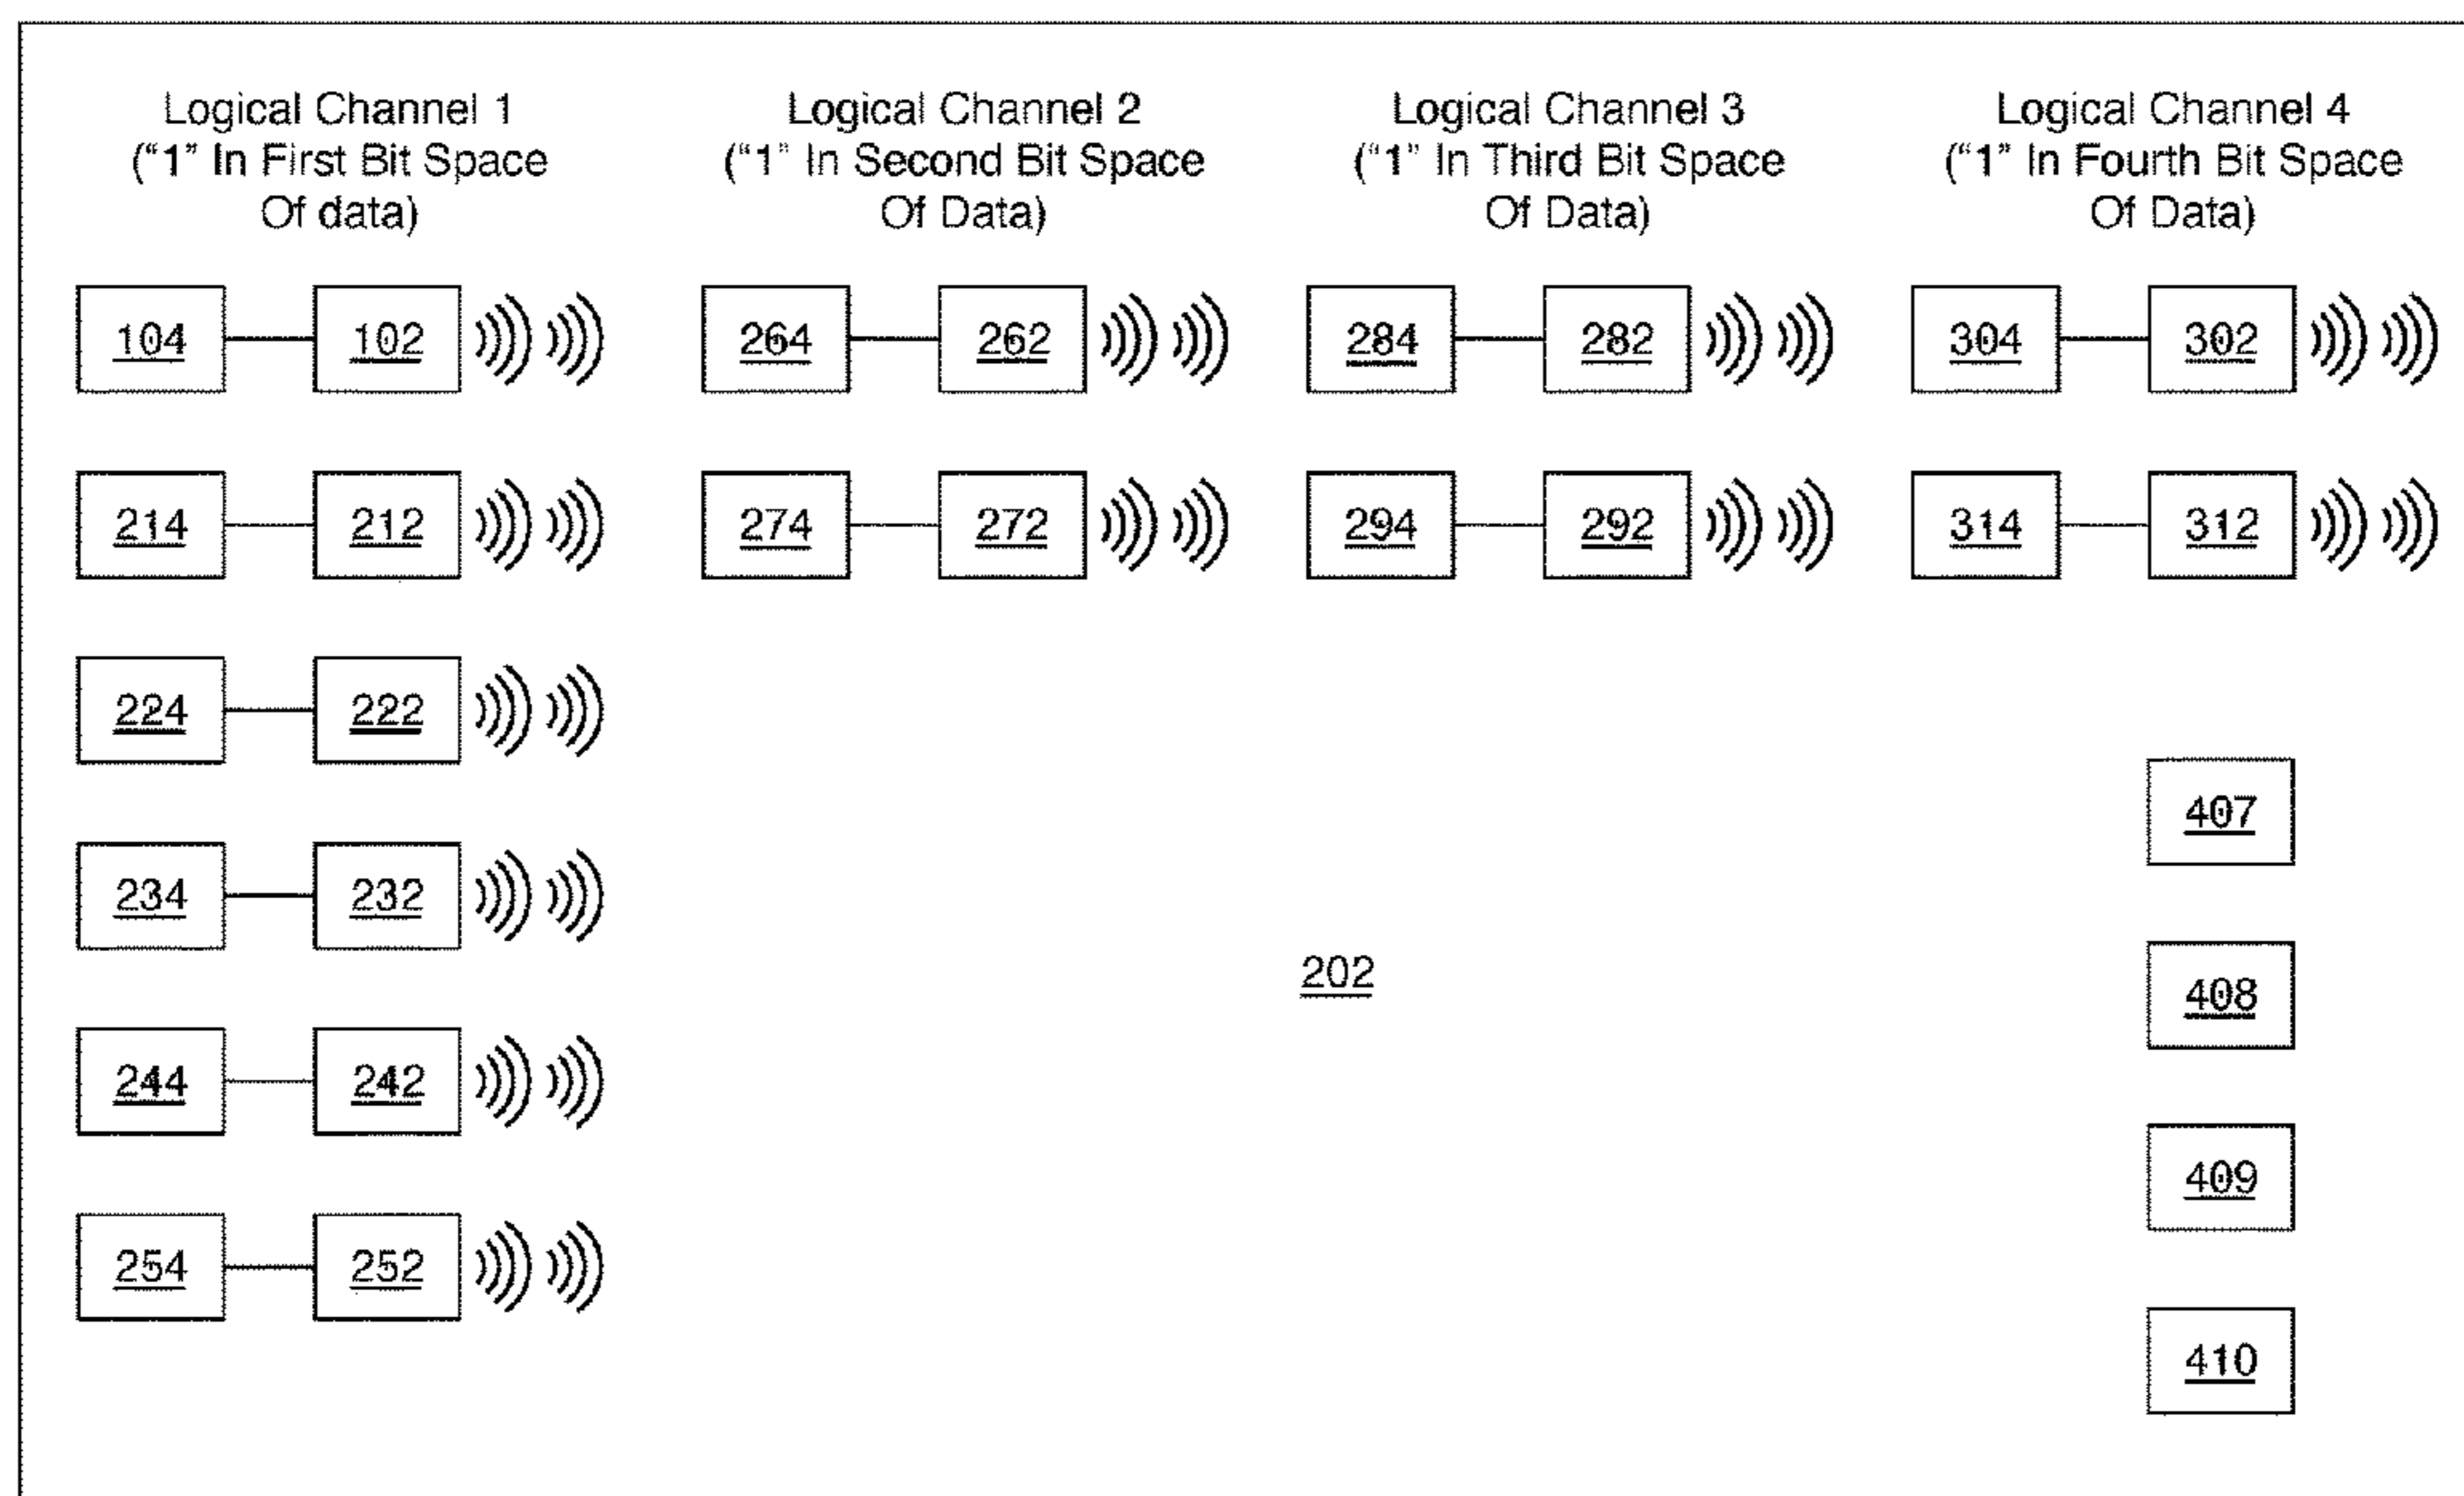 Logical Channel 1
("1" In First Bit Space
Of data)
Logical Channel 2
("1" In Second Bit Space
Of Data)
Logical Channel 3
("1" In Third Bit Space
Of Data)
Logical Channel 4
("1" In Fourth Bit Space
Of Data)
104 102 264 262 284 282 304 302
214 212 274 272 294 292 314 312
224 222
407
234 232
202
408
244 242
409
254 252
410